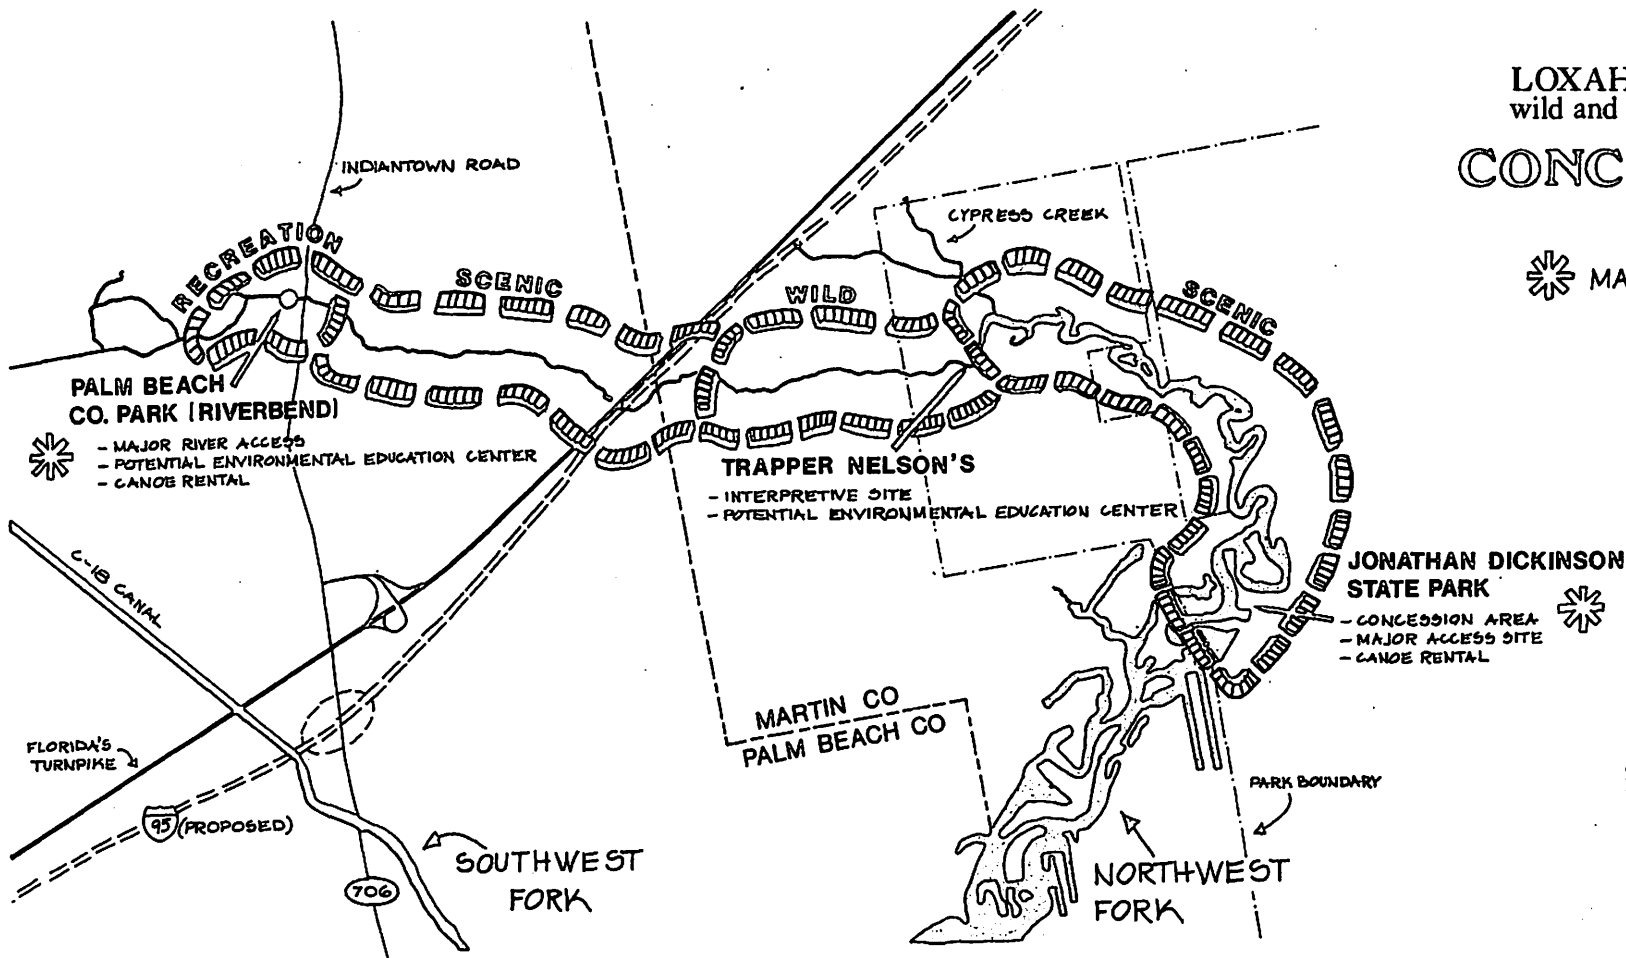 LOXAH
wild and
CONC
MA
INDIANTOWN ROAD
CYPRESS CREEK
RECREATION
SCENIC
WILD
SCENIC
PALM BEACH
CO. PARK (RIVERBEND)
- MAJOR RIVER ACCESS
- POTENTIAL ENVIRONMENTAL EDUCATION CENTER
- CANOE RENTAL
TRAPPER NELSON'S
- INTERPRETIVE SITE
- POTENTIAL ENVIRONMENTAL EDUCATION CENTER
JONATHAN DICKINSON
STATE PARK
- CONCESSION AREA
- MAJOR ACCESS SITE
- CANOE RENTAL
C-18 CANAL
MARTIN CO
PALM BEACH CO
FLORIDA'S
TURNPIKE
PARK BOUNDARY
95 (PROPOSED)
SOUTHWEST
FORK
706
NORTHWEST
FORK